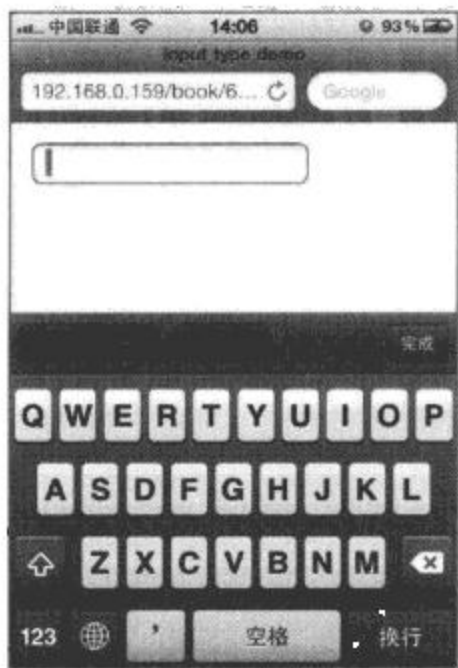 中国联通 14:06 93%
input type demo
192.168.0.159/book/6... Google
完成
Q W E R T Y U I O P
A S D F G H J K L
Z X C V B N M
123 , 空格 换行